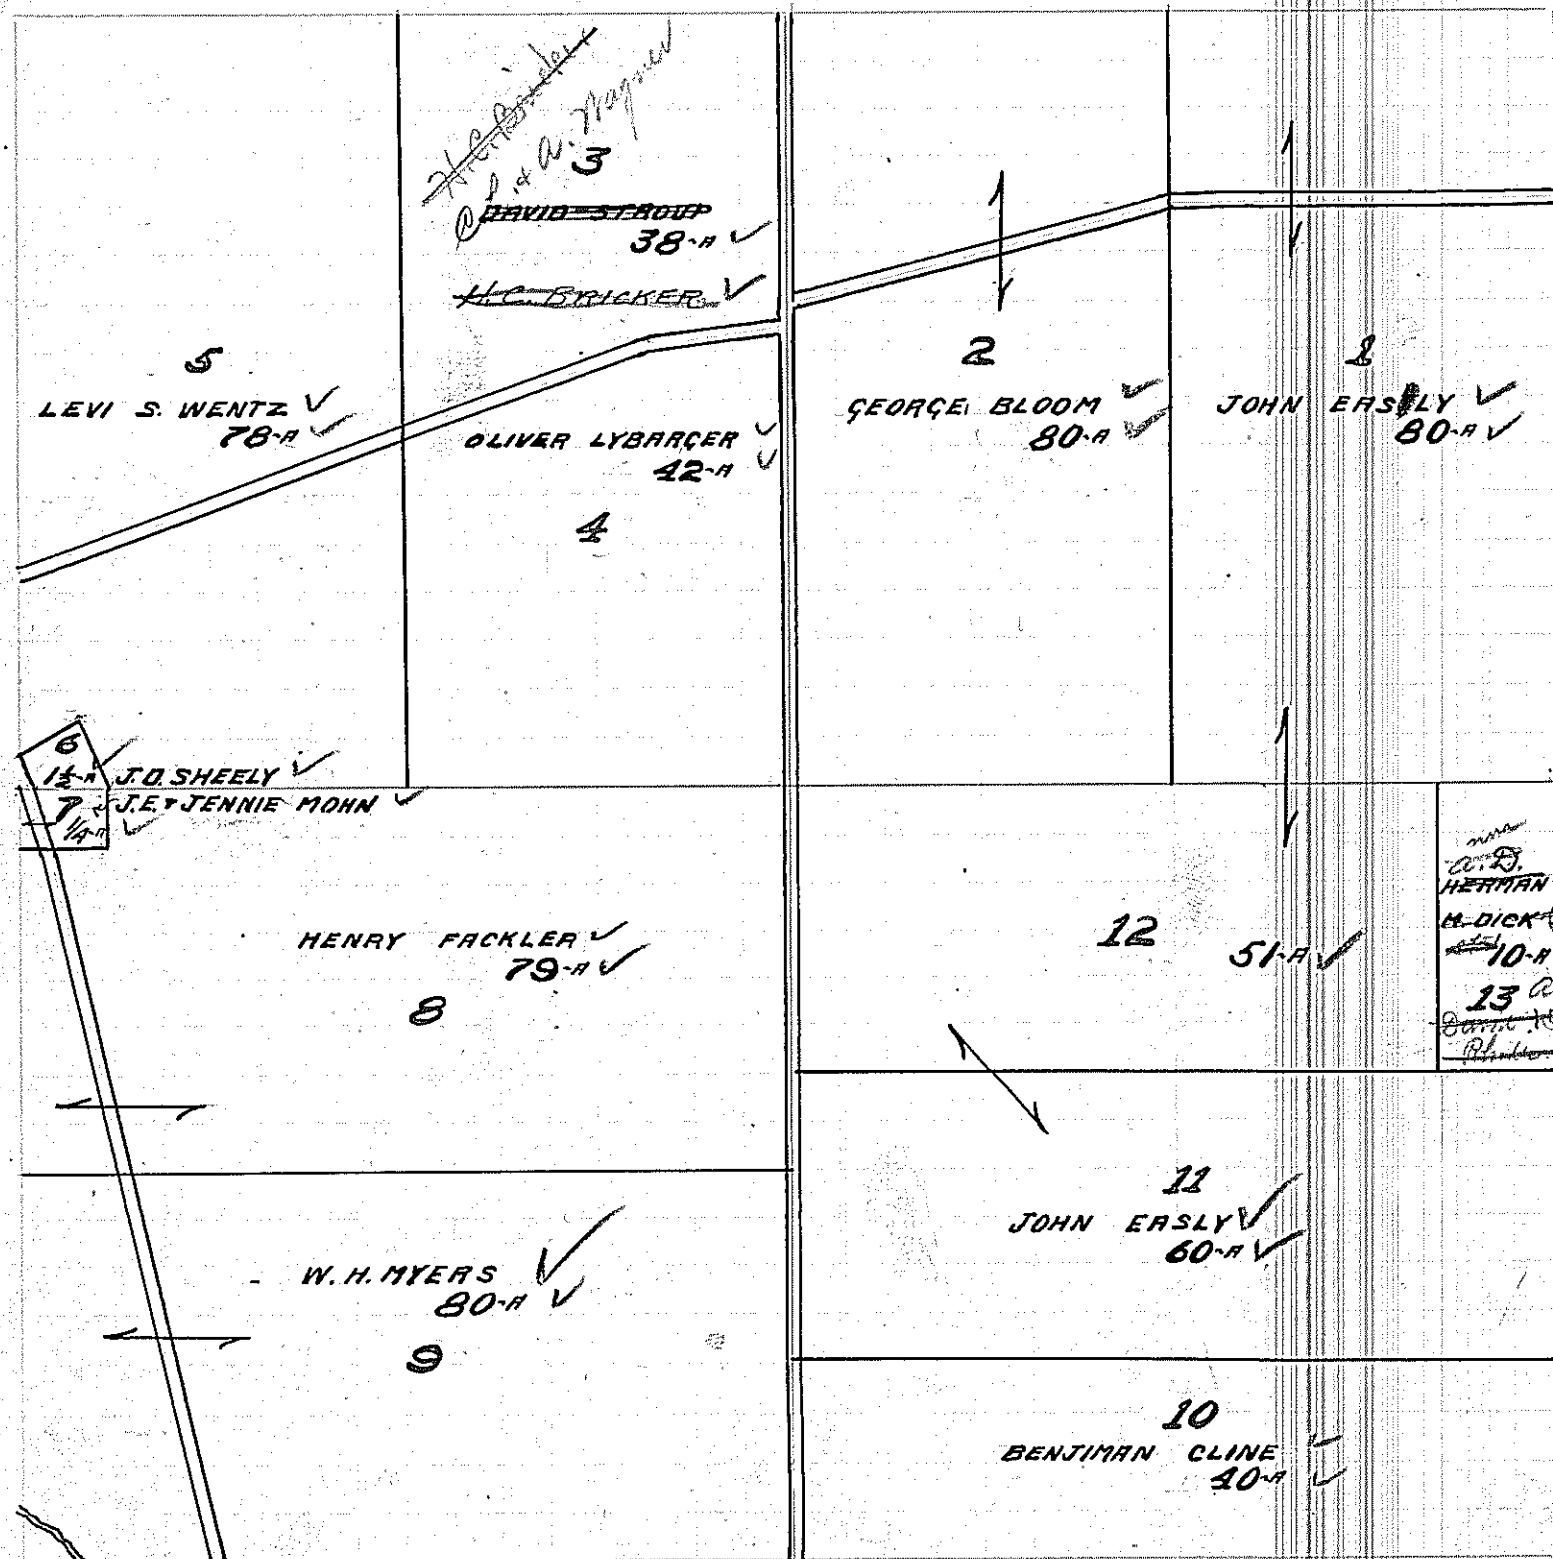 H.C. Bricker
& A. Wagner
3
DAVID STROUP
38-A
H.C. BRICKER
5
LEVI S. WENTZ
78-A
OLIVER LYBARGER
42-A
4
2
GEORGE BLOOM
80-A
1
JOHN EASLY
80-A
6
1½-A
J.O. SHEELY
7
J.E. & JENNIE MOHN
1/4-A
HENRY FACKLER
79-A
8
12
51-A
A.D.
HERMAN
M. DICK
10-A
13
11
JOHN EASLY
60-A
W.H. MYERS
80-A
9
10
BENJIMAN CLINE
40-A